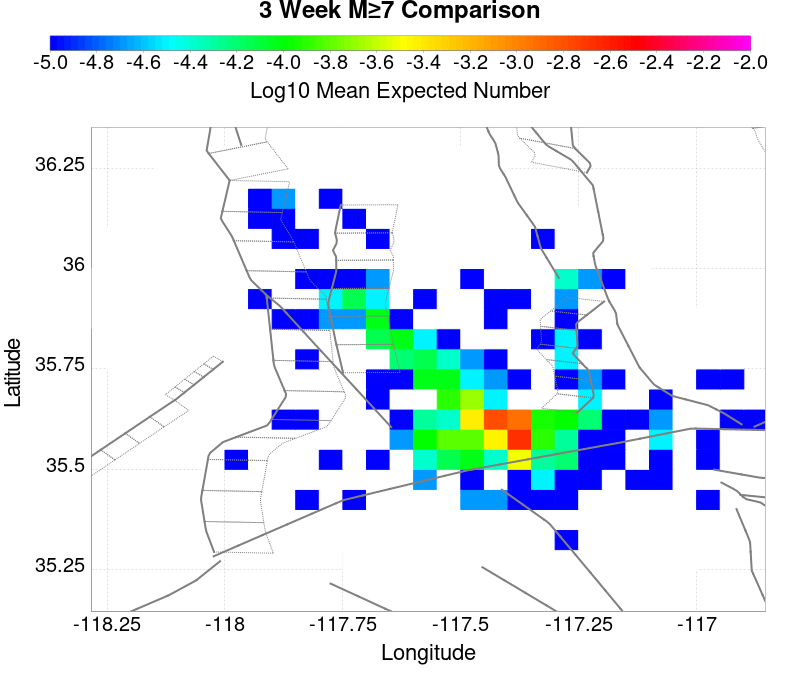 3 Week M≥7 Comparison
-5.0 -4.8 -4.6 -4.4 -4.2 -4.0 -3.8 -3.6 -3.4 -3.2 -3.0 -2.8 -2.6 -2.4 -2.2 -2.0
Log10 Mean Expected Number
36.25
36
35.75
35.5
35.25
Latitude
-118.25 -118 -117.75 -117.5 -117.25 -117
Longitude